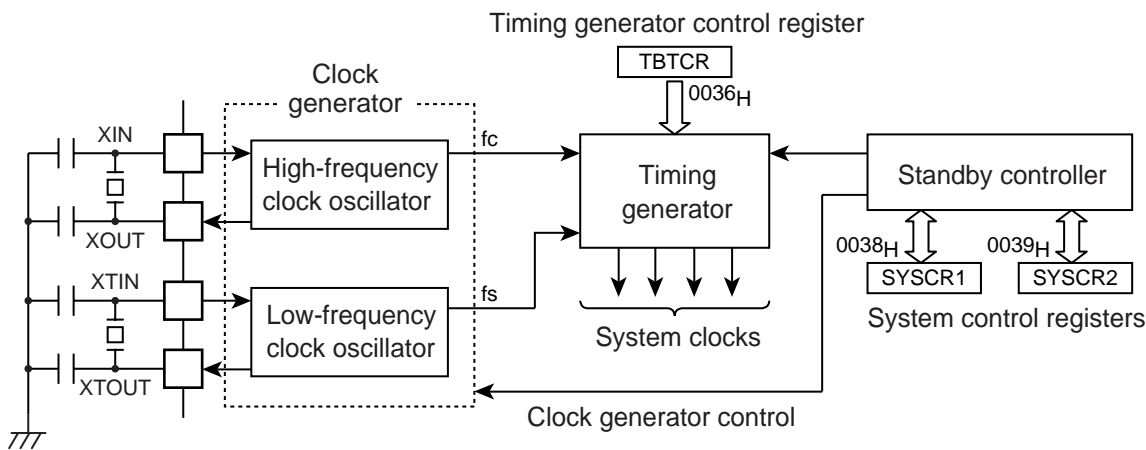 Timing generator control register
TBTCR
0036H
Clock
generator
XIN
High-frequency
clock oscillator
fc
Timing
generator
Standby controller
XOUT
0038H
0039H
SYSCR1
SYSCR2
XTIN
Low-frequency
clock oscillator
fs
System clocks
System control registers
XTOUT
Clock generator control